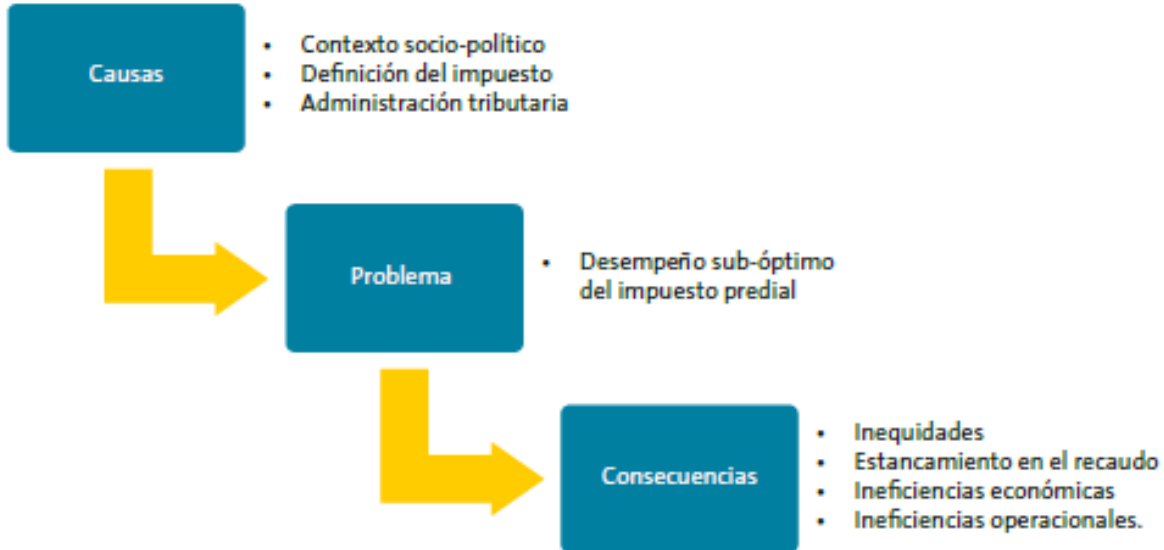 Causas
• Contexto socio-político
• Definición del impuesto
• Administración tributaria
Problema
• Desempeño sub-óptimo
del impuesto predial
Consecuencias
• Inequidades
• Estancamiento en el recaudo
• Ineficiencias económicas
• Ineficiencias operacionales.